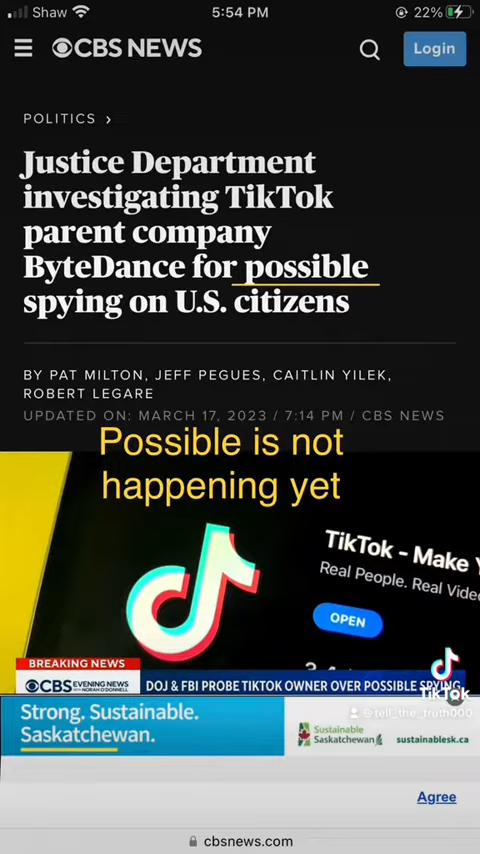 Shaw 5:54 PM 22%
CBS NEWS
Login
POLITICS
Justice Department
investigating TikTok
parent company
ByteDance for possible
spying on U.S. citizens
BY PAT MILTON, JEFF PEGUES, CAITLIN YILEK,
ROBERT LEGARE
UPDATED ON: MARCH 17, 2023 / 7:14 PM / CBS NEWS
Possible is not
happening yet
TikTok - Make
Real People. Real Vide
OPEN
BREAKING NEWS
CBS EVENING NEWS WITH NORAH O'DONNELL
DOJ & FBI PROBE TIKTOK OWNER OVER POSSIBLE SPYING
TikTok
@tell_the_truth000
Strong. Sustainable.
Saskatchewan.
Sustainable
Saskatchewan
sustainablesk.ca
Agree
cbsnews.com